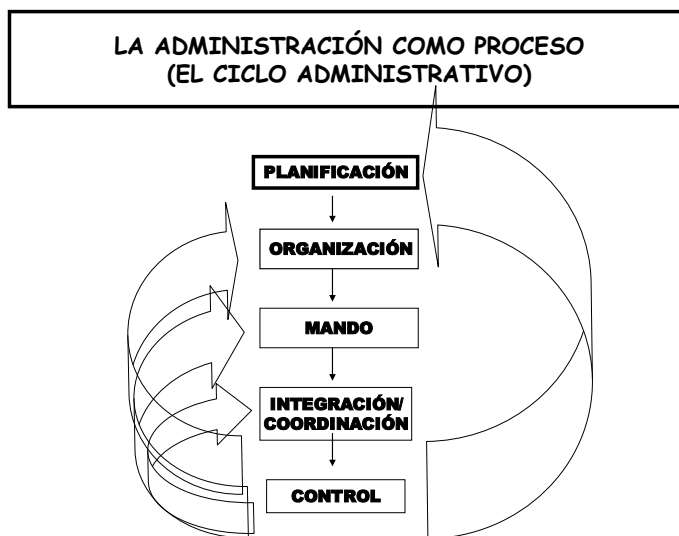 LA ADMINISTRACIÓN COMO PROCESO
(EL CICLO ADMINISTRATIVO)
PLANIFICACIÓN
ORGANIZACIÓN
MANDO
INTEGRACIÓN/
COORDINACIÓN
CONTROL